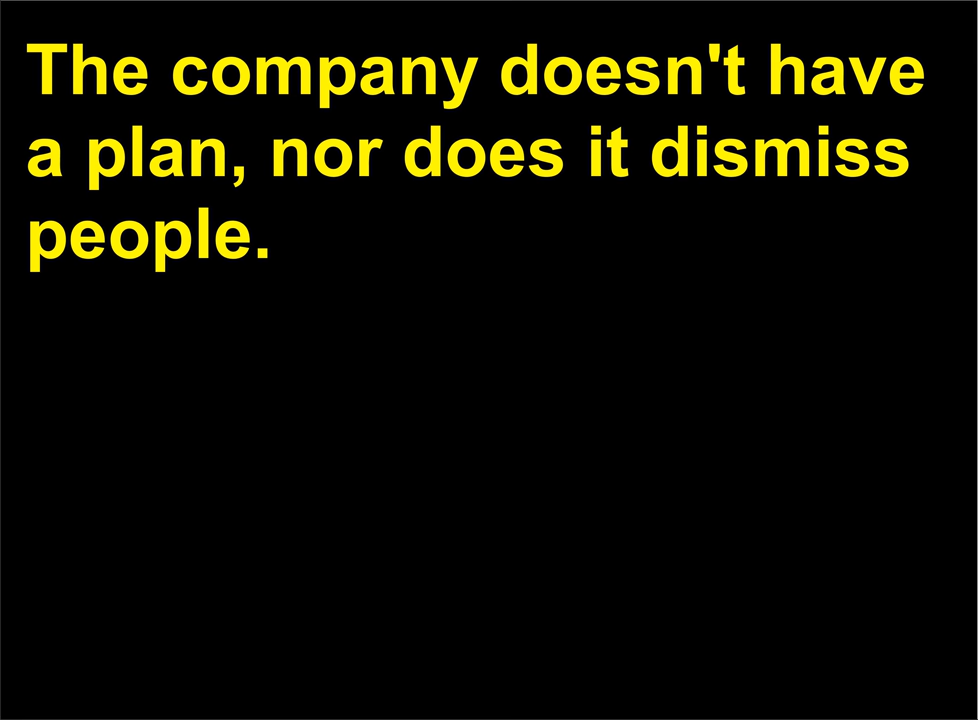 The company doesn't have
a plan, nor does it dismiss
people.